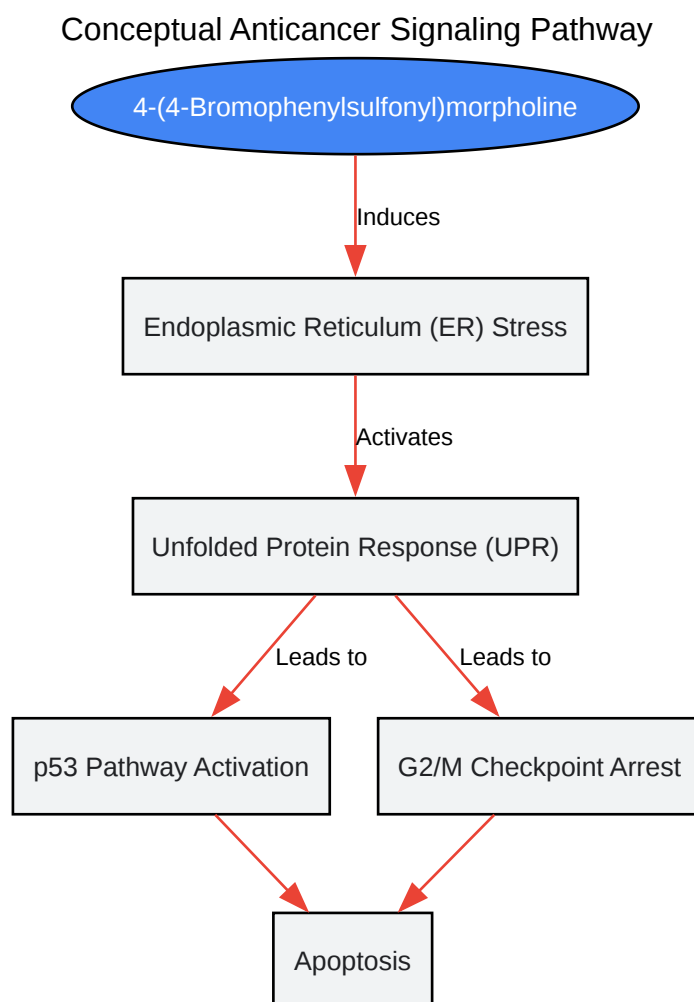 Conceptual Anticancer Signaling Pathway
4-(4-Bromophenylsulfonyl)morpholine
Induces
Endoplasmic Reticulum (ER) Stress
Activates
Unfolded Protein Response (UPR)
Leads to
Leads to
p53 Pathway Activation
G2/M Checkpoint Arrest
Apoptosis